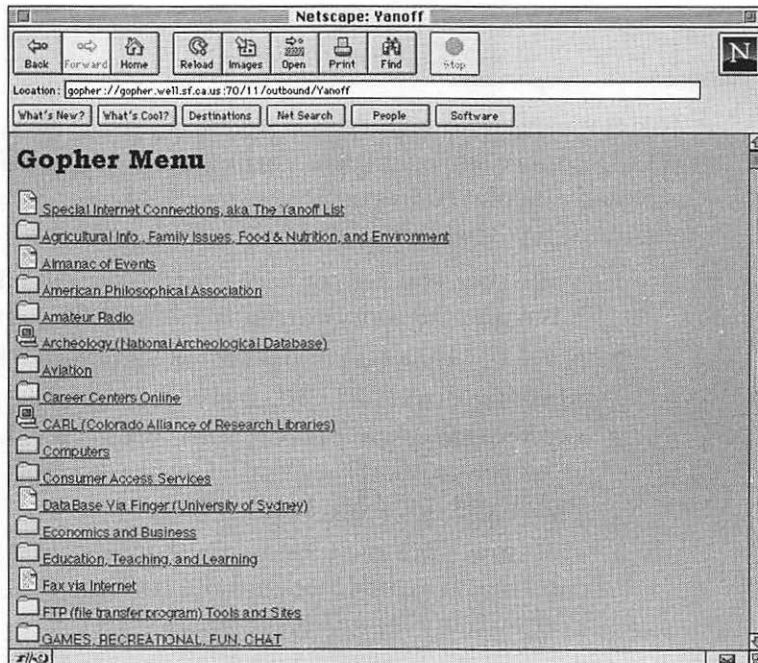 Netscape: Yanoff
Back Forward Home Reload Images Open Print Find Stop
N
Location: gopher://gopher.well.sf.ca.us:70/11/outbound/Yanoff
What's New? What's Cool? Destinations Net Search People Software
Gopher Menu
Special Internet Connections, aka The Yanoff List
Agricultural Info., Family Issues, Food & Nutrition, and Environment
Almanac of Events
American Philosophical Association
Amateur Radio
Archeology (National Archeological Database)
Aviation
Career Centers Online
CARL (Colorado Alliance of Research Libraries)
Computers
Consumer Access Services
DataBase Via Finger (University of Sydney)
Economics and Business
Education, Teaching, and Learning
Fax via Internet
FTP (file transfer program) Tools and Sites
GAMES, RECREATIONAL, FUN, CHAT